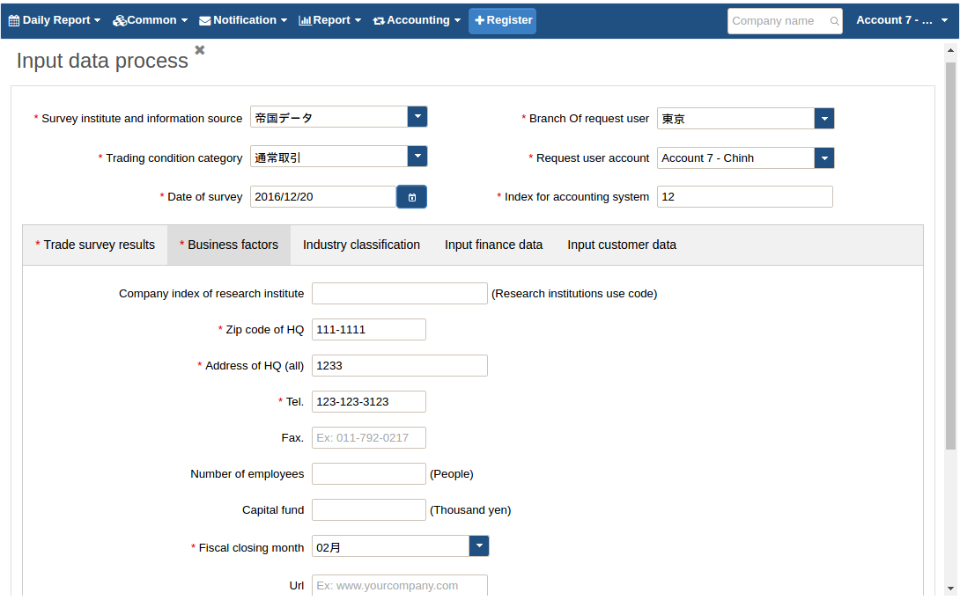 Daily Report Common Notification Report Accounting + Register Company name Account 7 - ...
Input data process
* Survey institute and information source 帝国データ * Branch Of request user 東京
* Trading condition category 通常取引 * Request user account Account 7 - Chinh
* Date of survey 2016/12/20 * Index for accounting system 12
* Trade survey results * Business factors Industry classification Input finance data Input customer data
Company index of research institute (Research institutions use code)
* Zip code of HQ 111-1111
* Address of HQ (all) 1233
* Tel. 123-123-3123
Fax. Ex: 011-792-0217
Number of employees (People)
Capital fund (Thousand yen)
* Fiscal closing month 02月
Url Ex: www.yourcompany.com